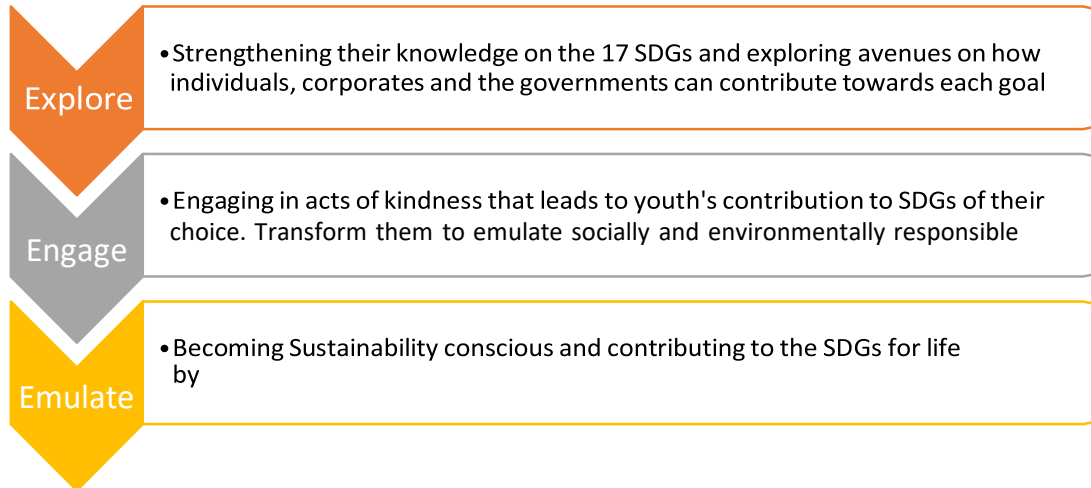 Explore
•Strengthening their knowledge on the 17 SDGs and exploring avenues on how
individuals, corporates and the governments can contribute towards each goal
Engage
•Engaging in acts of kindness that leads to youth's contribution to SDGs of their
choice. Transform them to emulate socially and environmentally responsible
Emulate
•Becoming Sustainability conscious and contributing to the SDGs for life
by